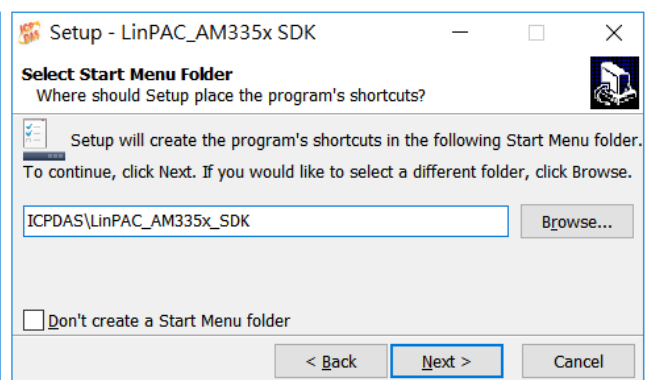 Setup - LinPAC_AM335x SDK
Select Start Menu Folder
Where should Setup place the program's shortcuts?
Setup will create the program's shortcuts in the following Start Menu folder.
To continue, click Next. If you would like to select a different folder, click Browse.
ICPDAS\LinPAC_AM335x_SDK
Browse...
Don't create a Start Menu folder
< Back
Next >
Cancel